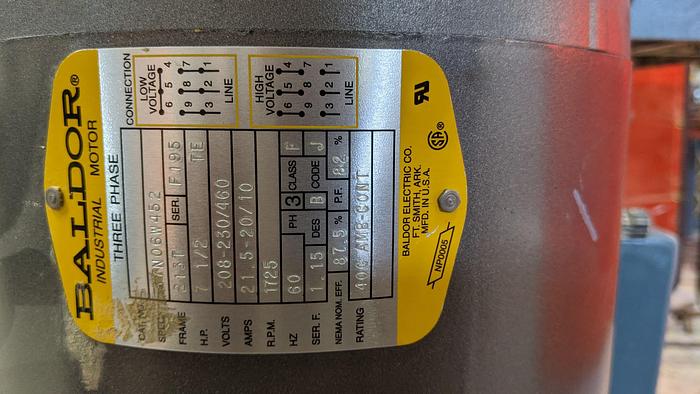 BALDOR®
INDUSTRIAL MOTOR
THREE PHASE
CAT. NO.
SPEC. 06W452
FRAME 213T SER. F195
H.P. 7 1/2 TE
VOLTS 208-230/460
AMPS 21.5-20/10
R.P.M. 1725
HZ 60 PH 3 CLASS F
SER. F. 1.15 DES B CODE J
NEMA NOM. EFF. 87.5 % P.F. 82 %
RATING 40C AMB-CONT
CONNECTION
LOW VOLTAGE
4 5 6
7 8 9
1 2 3
LINE
HIGH VOLTAGE
4 5 6
7 8 9
1 2 3
LINE
BALDOR ELECTRIC CO.
FT. SMITH, ARK.
MFD. IN U.S.A.
NP0005
SA®